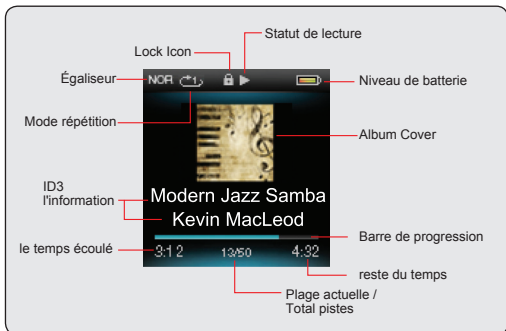 Statut de lecture
Lock Icon
Égaliseur
NOR
1
Niveau de batterie
Mode répétition
Album Cover
ID3
l'information
Modern Jazz Samba
Kevin MacLeod
Barre de progression
le temps écoulé
3:12
13/50
4:32
reste du temps
Plage actuelle /
Total pistes